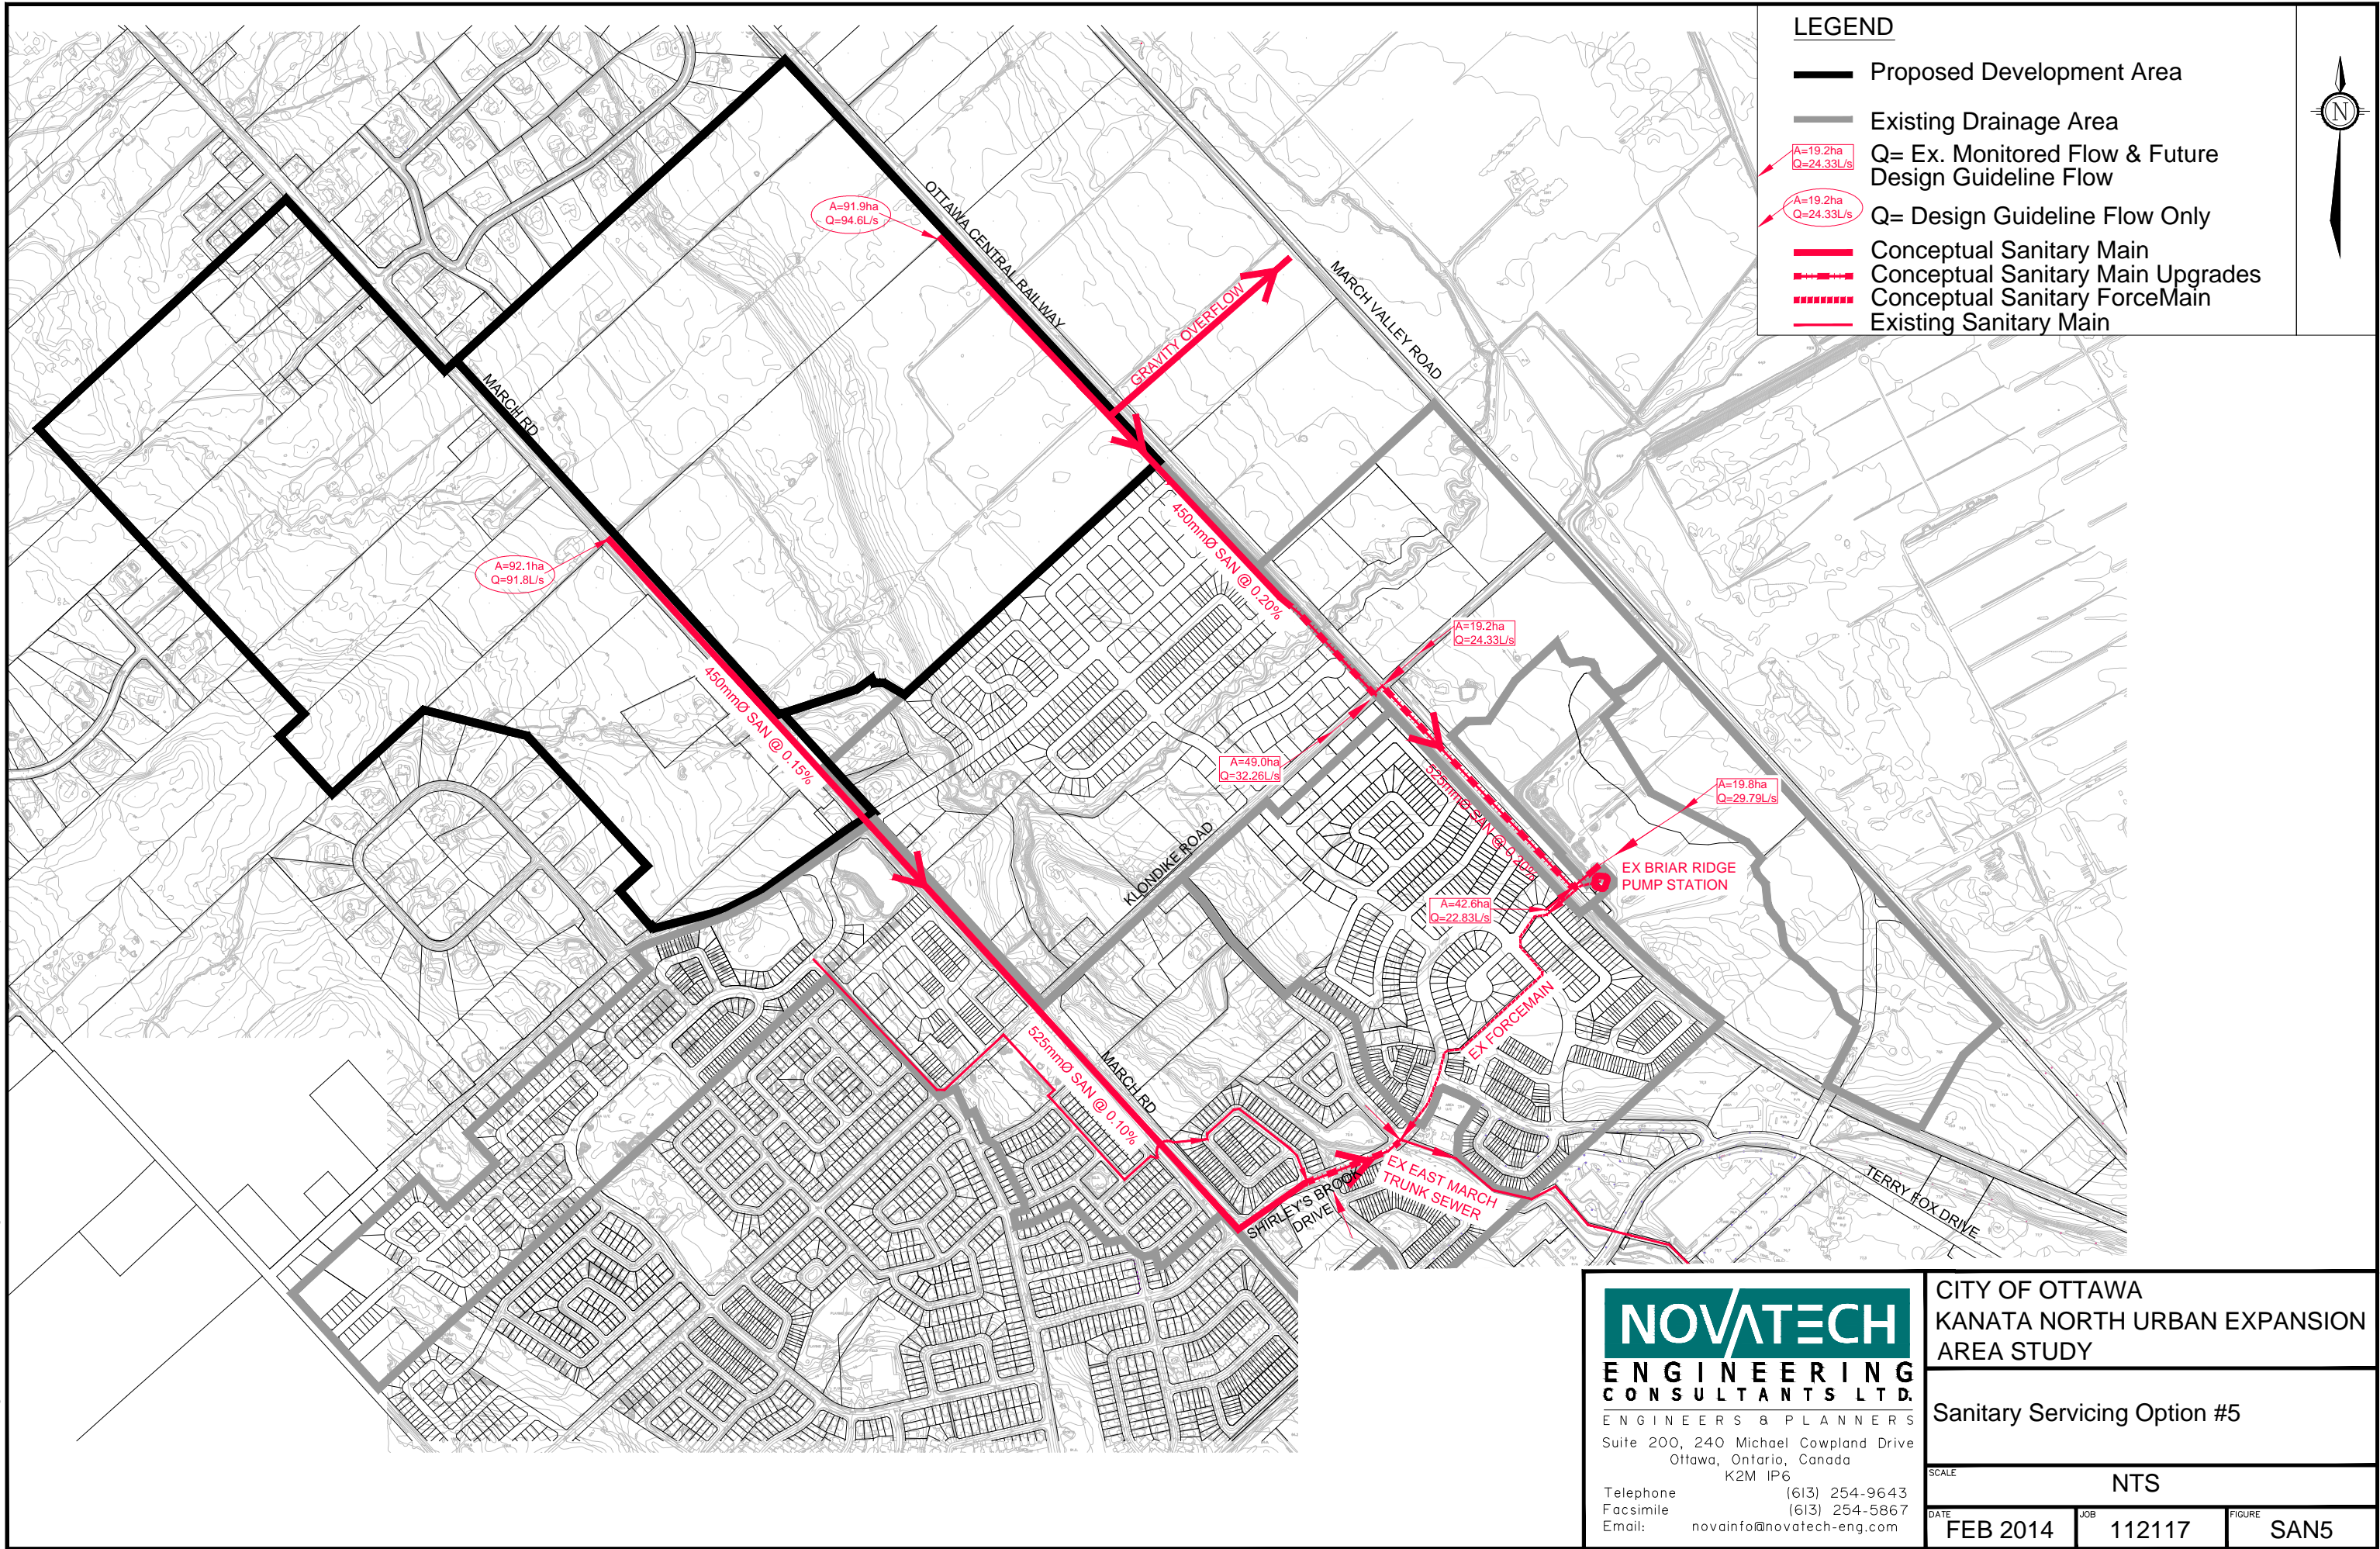 LEGEND
Proposed Development Area
Existing Drainage Area
A=19.2ha
Q=24.33L/s
Q= Ex. Monitored Flow & Future
Design Guideline Flow
A=19.2ha
Q=24.33L/s
Q= Design Guideline Flow Only
Conceptual Sanitary Main
Conceptual Sanitary Main Upgrades
Conceptual Sanitary ForceMain
Existing Sanitary Main
N
A=91.9ha
Q=94.6L/s
OTTAWA CENTRAL RAILWAY
GRAVITY OVERFLOW
MARCH VALLEY ROAD
MARCH RD
A=92.1ha
Q=91.8L/s
450mmØ SAN @ 0.20%
450mmØ SAN @ 0.15%
A=19.2ha
Q=24.33L/s
A=49.0ha
Q=32.26L/s
525mmØ SAN @ 0.20%
A=19.8ha
Q=29.79L/s
KLONDIKE ROAD
EX BRIAR RIDGE
PUMP STATION
A=42.6ha
Q=22.83L/s
EX FORCEMAIN
525mmØ SAN @ 0.10%
MARCH RD
EX EAST MARCH
TRUNK SEWER
SHIRLEY'S BROOK
DRIVE
TERRY FOX DRIVE
NOVATECH
ENGINEERING
CONSULTANTS LTD.
ENGINEERS & PLANNERS
Suite 200, 240 Michael Cowpland Drive
Ottawa, Ontario, Canada
K2M 1P6
Telephone (613) 254-9643
Facsimile (613) 254-5867
Email: novainfo@novatech-eng.com
CITY OF OTTAWA
KANATA NORTH URBAN EXPANSION
AREA STUDY
Sanitary Servicing Option #5
SCALE
NTS
DATE
FEB 2014
JOB
112117
FIGURE
SAN5